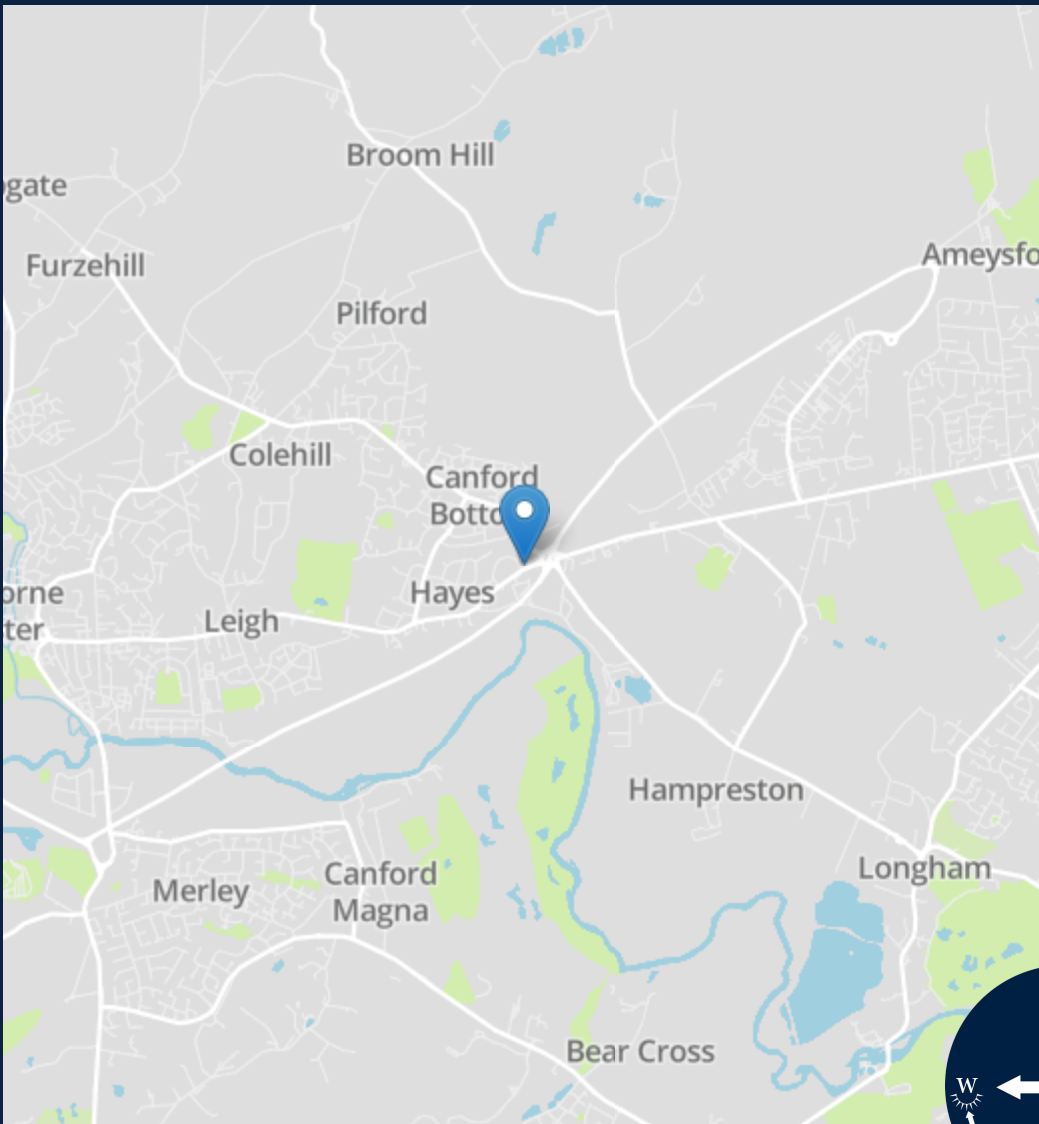 Broom Hill
ogate
Furzehill
Ameysfo
Pilford
Colehill
Canford
Botto
orne
ter
Hayes
Leigh
Hampreston
Canford
Magna
Merley
Longham
Bear Cross
W